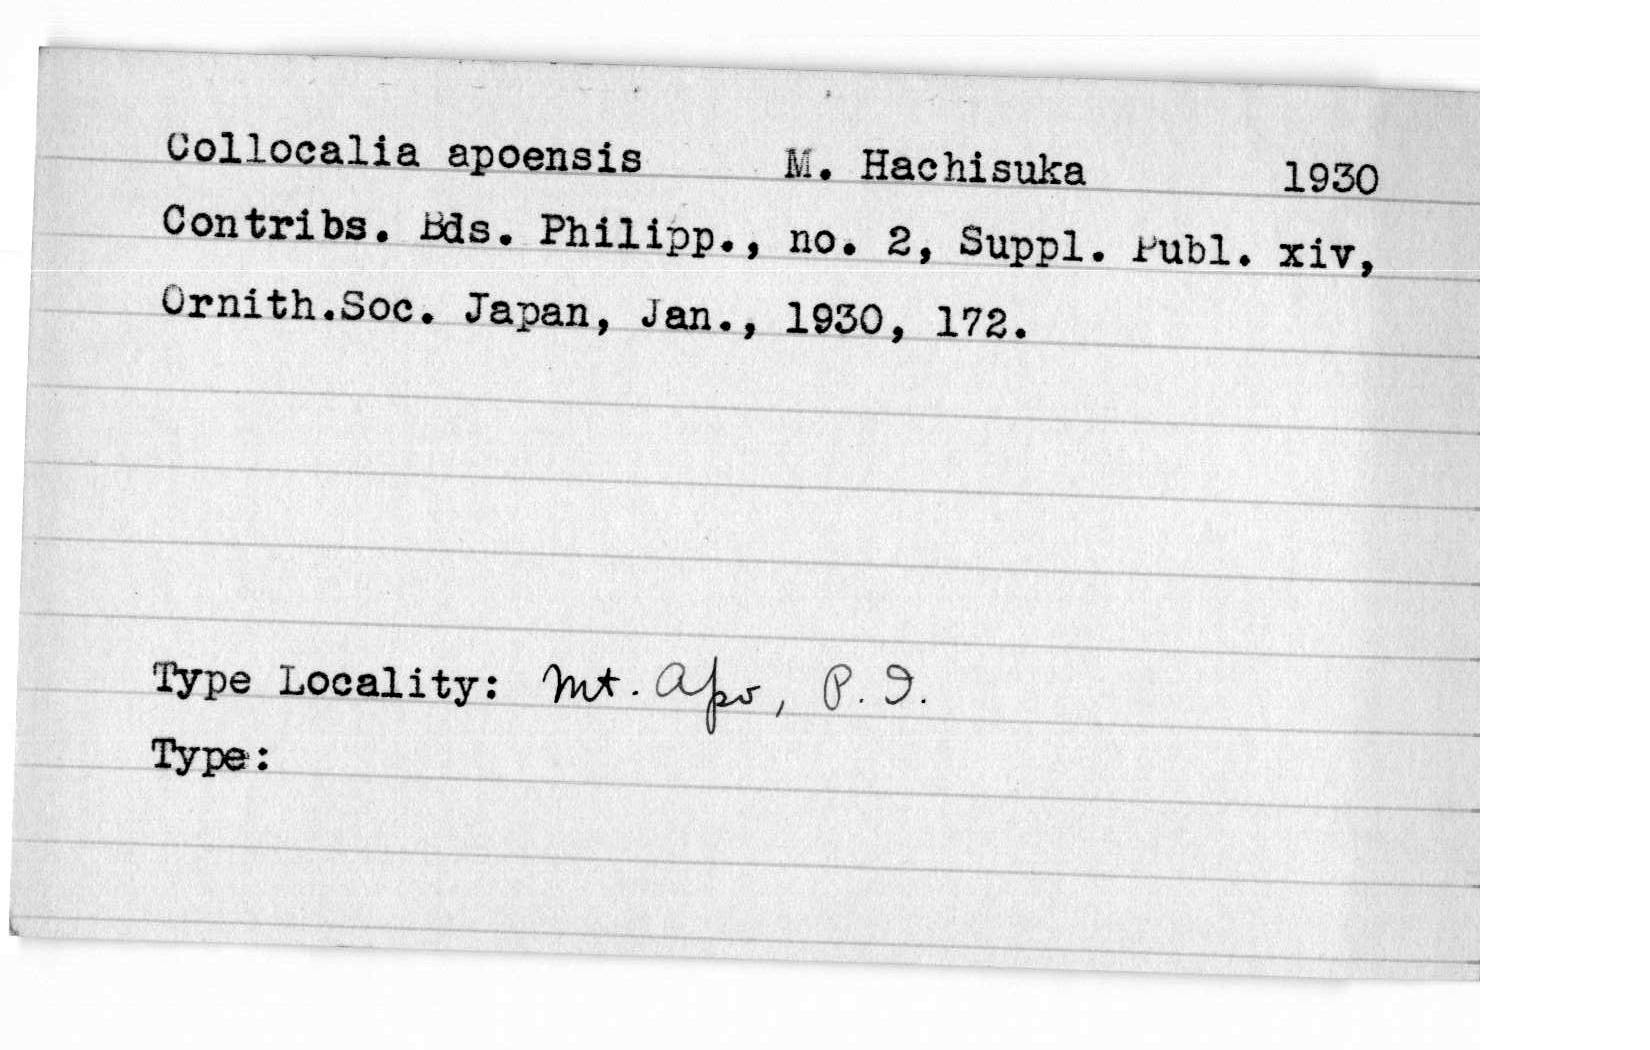 Collocalia apoensis M. Hachisuka 1930
Contribs. Bds. Philipp., no. 2, Suppl. Publ. xiv,
Ornith.Soc. Japan, Jan., 1930, 172.
Type Locality: Mt. Apo, P. I.
Type: